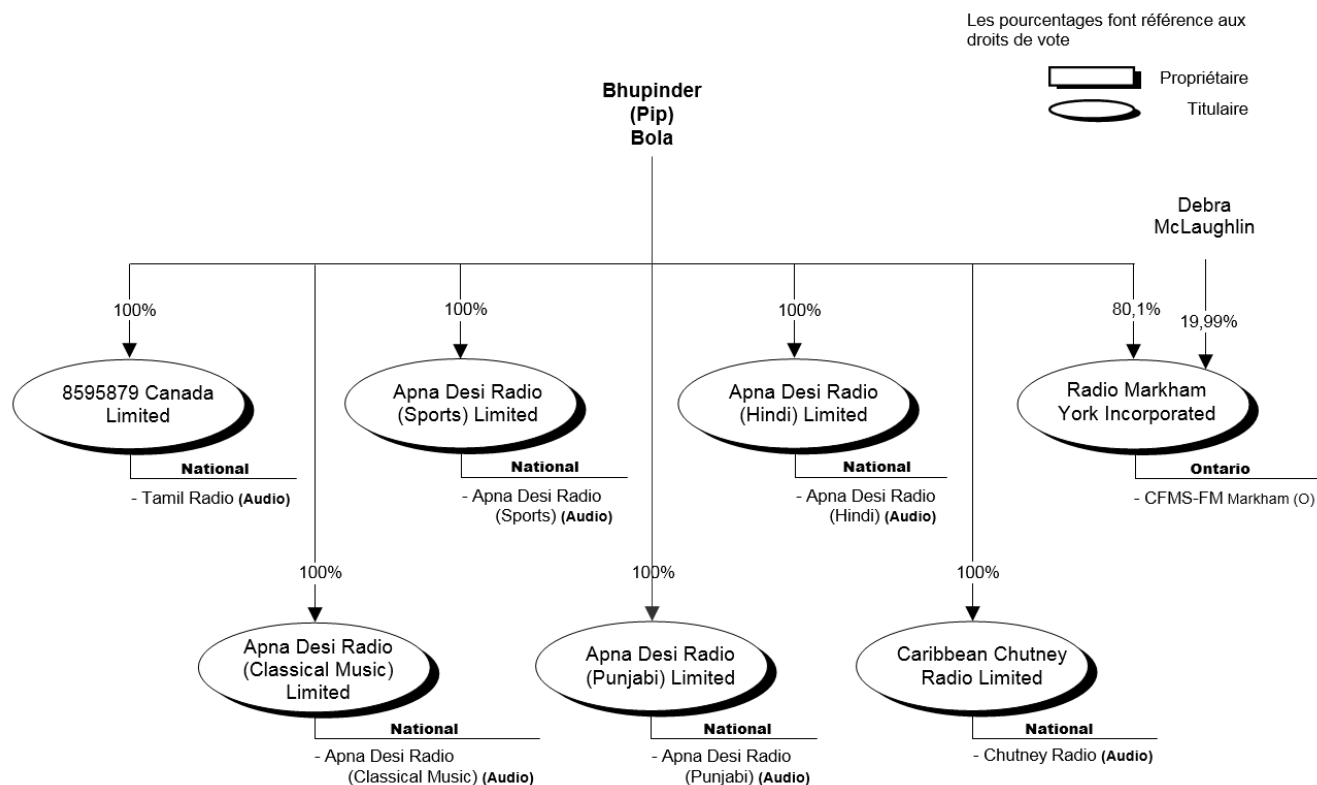 Les pourcentages font référence aux
droits de vote
Propriétaire
Titulaire
Bhupinder
(Pip)
Bola
Debra
McLaughlin
100%
100%
100%
80,1%
19,99%
8595879 Canada
Limited
Apna Desi Radio
(Sports) Limited
Apna Desi Radio
(Hindi) Limited
Radio Markham
York Incorporated
National
- Tamil Radio (Audio)
National
- Apna Desi Radio
(Sports) (Audio)
National
- Apna Desi Radio
(Hindi) (Audio)
Ontario
- CFMS-FM Markham (O)
100%
100%
100%
Apna Desi Radio
(Classical Music)
Limited
Apna Desi Radio
(Punjabi) Limited
Caribbean Chutney
Radio Limited
National
- Apna Desi Radio
(Classical Music) (Audio)
National
- Apna Desi Radio
(Punjabi) (Audio)
National
- Chutney Radio (Audio)